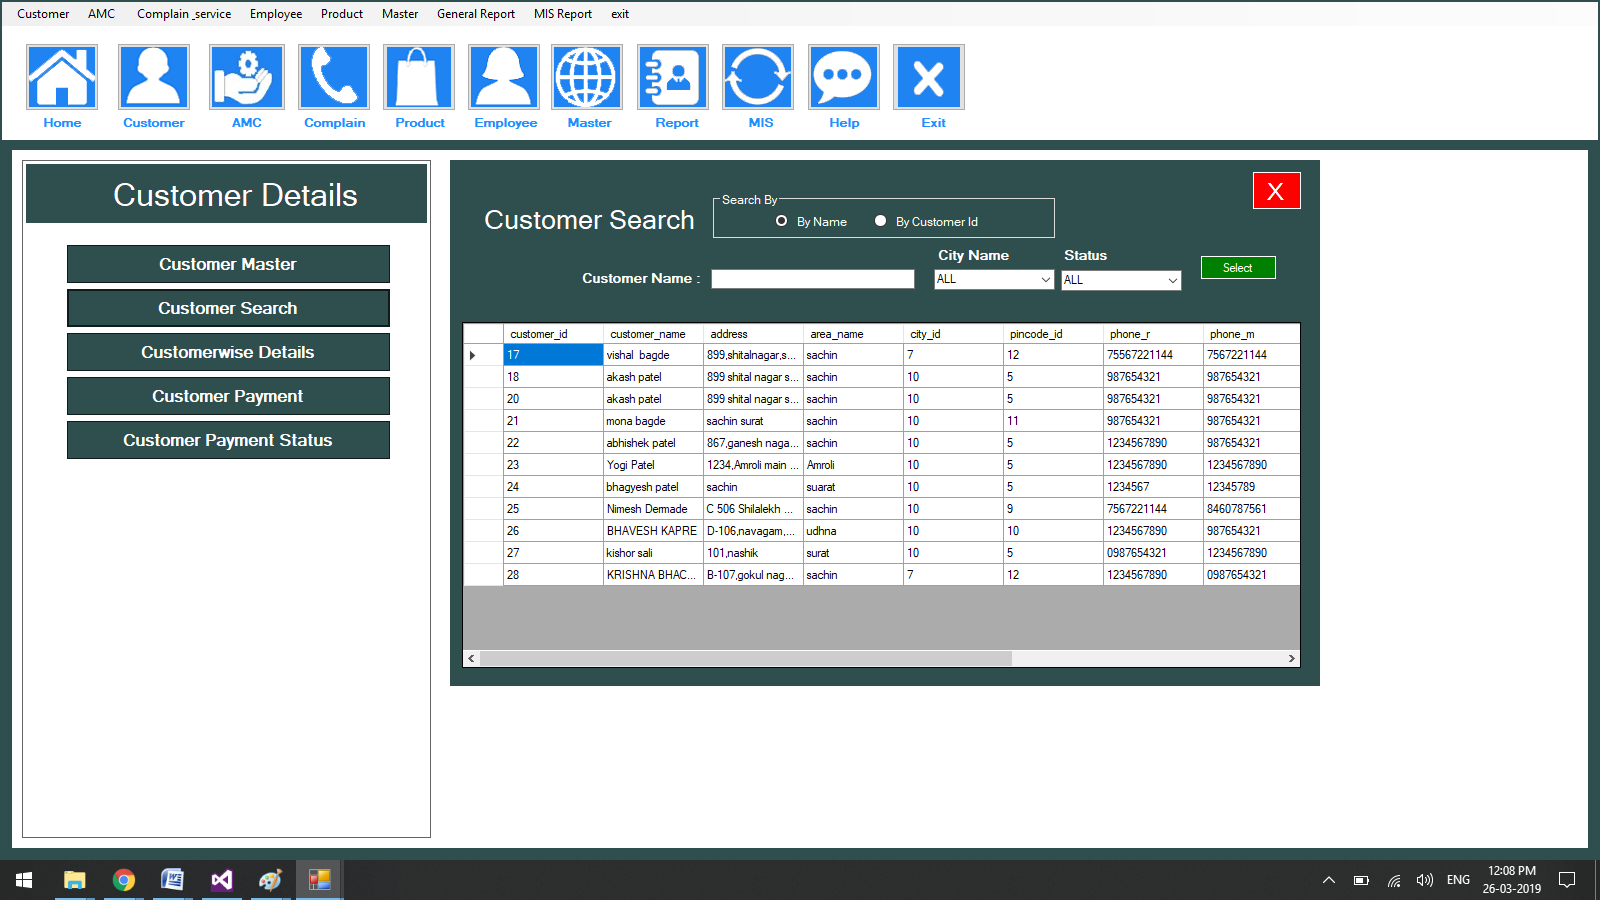 Customer AMC Complain _service Employee Product Master General Report MIS Report exit
Home Customer AMC Complain Product Employee Master Report MIS Help Exit
Customer Details
Customer Master
Customer Search
Customerwise Details
Customer Payment
Customer Payment Status
X
Customer Search
Search By
By Name By Customer Id
City Name Status
Customer Name : ALL ALL Select
customer_id customer_name address area_name city_id pincode_id phone_r phone_m
17 vishal bagde 899,shitalnagar,s... sachin 7 12 75567221144 7567221144
18 akash patel 899 shital nagar s... sachin 10 5 987654321 987654321
20 akash patel 899 shital nagar s... sachin 10 5 987654321 987654321
21 mona bagde sachin surat sachin 10 11 987654321 987654321
22 abhishek patel 867,ganesh naga... sachin 10 5 1234567890 987654321
23 Yogi Patel 1234,Amroli main ... Amroli 10 5 1234567890 1234567890
24 bhagyesh patel sachin suarat 10 5 1234567 12345789
25 Nimesh Dermade C 506 Shilalekh ... sachin 10 9 7567221144 8460787561
26 BHAVESH KAPRE D-106,navagam,... udhna 10 10 1234567890 987654321
27 kishor sali 101,nashik surat 10 5 0987654321 1234567890
28 KRISHNA BHAC... B-107,gokul nag... sachin 7 12 1234567890 0987654321
ENG
12:08 PM
26-03-2019